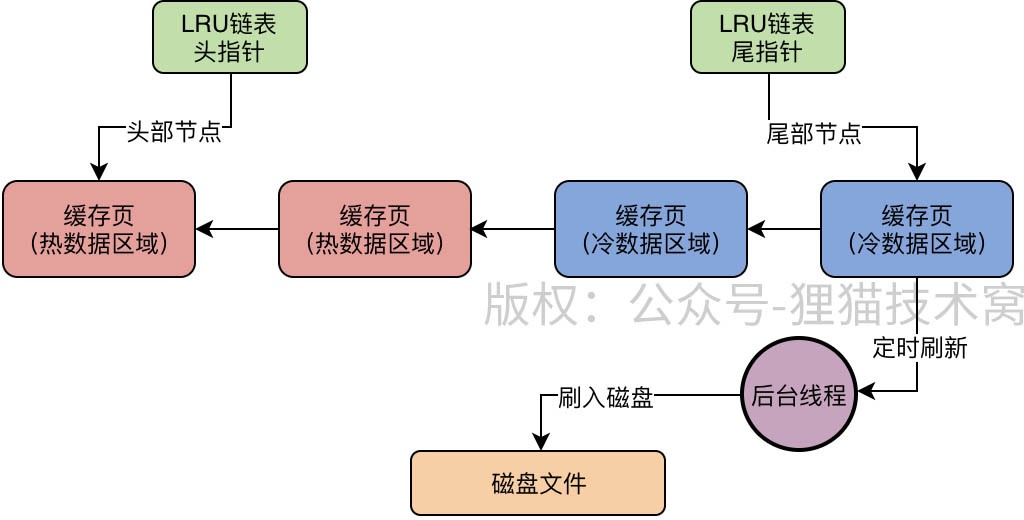 LRU链表
头指针
LRU链表
尾指针
头部节点
尾部节点
缓存页
（热数据区域）
缓存页
（热数据区域）
缓存页
（冷数据区域）
缓存页
（冷数据区域）
版权：公众号-狸猫技术窝
定时刷新
后台线程
刷入磁盘
磁盘文件